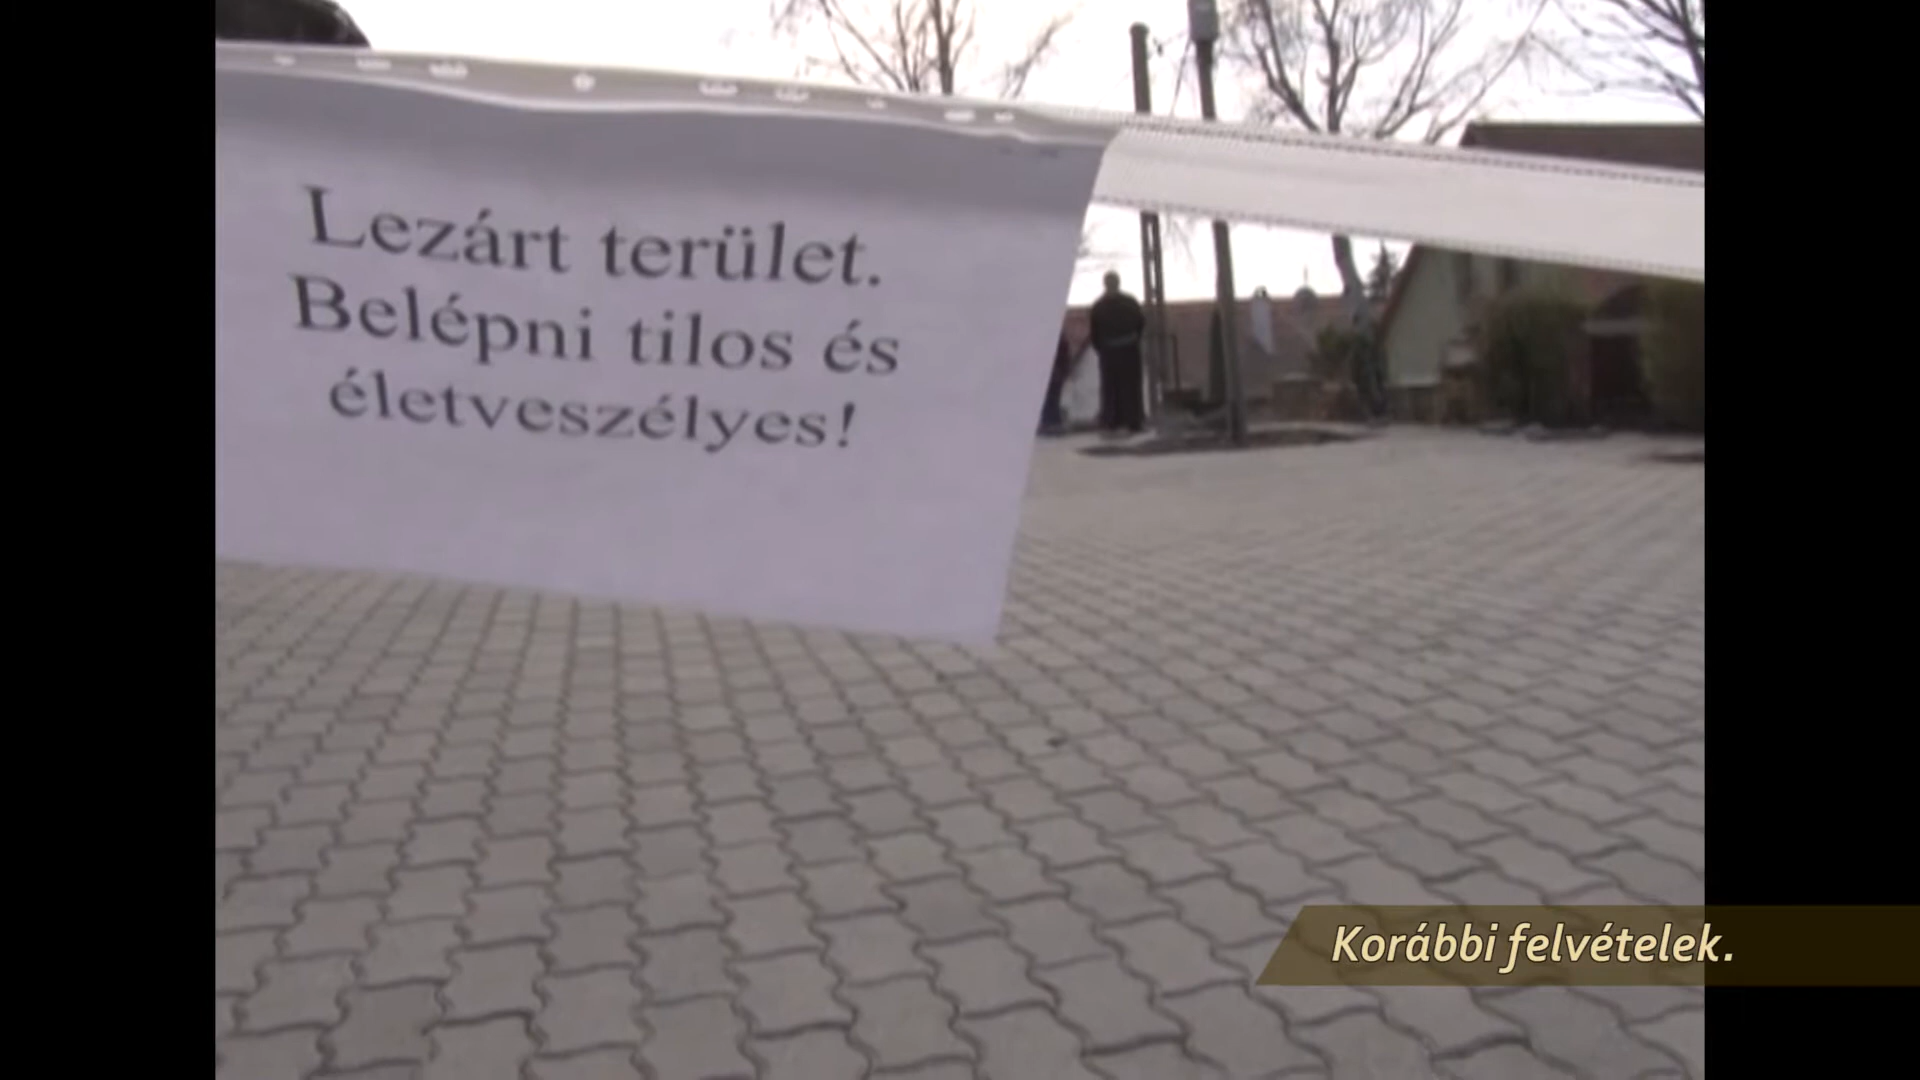 Lezárt terület.
Belépni tilos és
életveszélyes!
Korábbi felvételek.